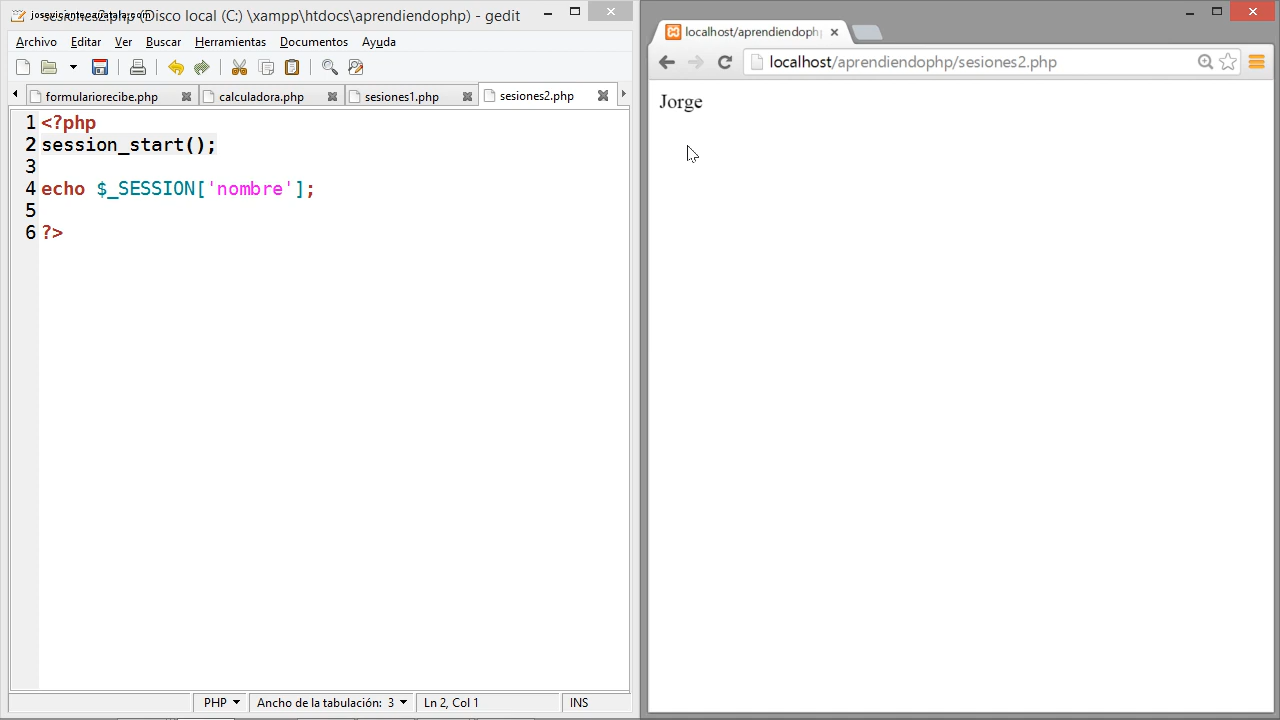 Disco local (C:) \xampp\htdocs\aprendiendophp) - gedit
Archivo Editar Ver Buscar Herramientas Documentos Ayuda
formulariorecibe.php calculadora.php sesiones1.php sesiones2.php
1 <?php
2 session_start();
3
4 echo $_SESSION['nombre'];
5
6 ?>
PHP Ancho de la tabulación: 3 Ln 2, Col 1 INS
localhost/aprendiendoph
localhost/aprendiendophp/sesiones2.php
Jorge